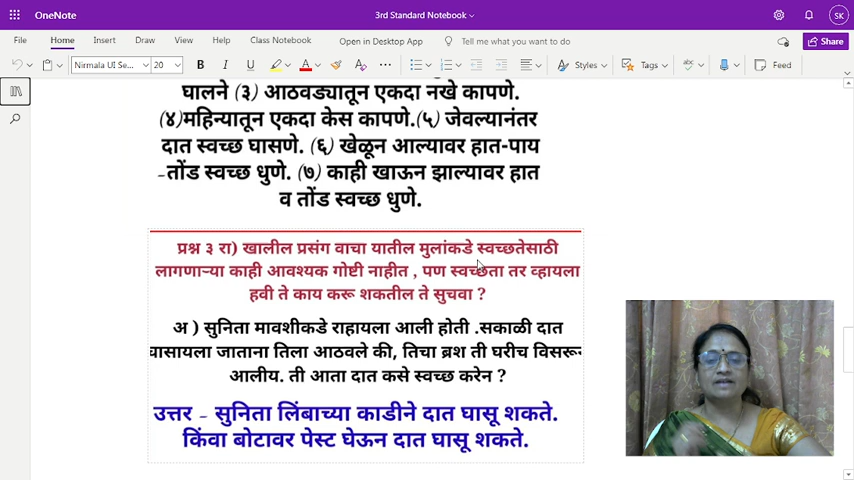 OneNote
3rd Standard Notebook
SK
File Home Insert Draw View Help Class Notebook Open in Desktop App Tell me what you want to do Share
Nirmala UI Se... 20 B I U A Styles Tags abc Feed
घालने (३) आठवड्यातून एकदा नखे कापणे.
(४)महिन्यातून एकदा केस कापणे.(५) जेवल्यानंतर
दात स्वच्छ घासणे. (६) खेळून आल्यावर हात-पाय
-तोंड स्वच्छ धुणे. (७) काही खाऊन झाल्यावर हात
व तोंड स्वच्छ धुणे.
प्रश्न ३ रा) खालील प्रसंग वाचा यातील मुलांकडे स्वच्छतेसाठी
लागणाऱ्या काही आवश्यक गोष्टी नाहीत , पण स्वच्छता तर व्हायला
हवी ते काय करू शकतील ते सुचवा ?
अ ) सुनिता मावशीकडे राहायला आली होती .सकाळी दात
जाताना तिला आठवले की, तिचा ब्रश ती घरीच
आलीय. ती आता दात कसे स्वच्छ करेन ?
उत्तर - सुनिता लिंबाच्या काडीने दात घासू शकते.
किंवा बोटावर पेस्ट घेऊन दात घासू शकते.